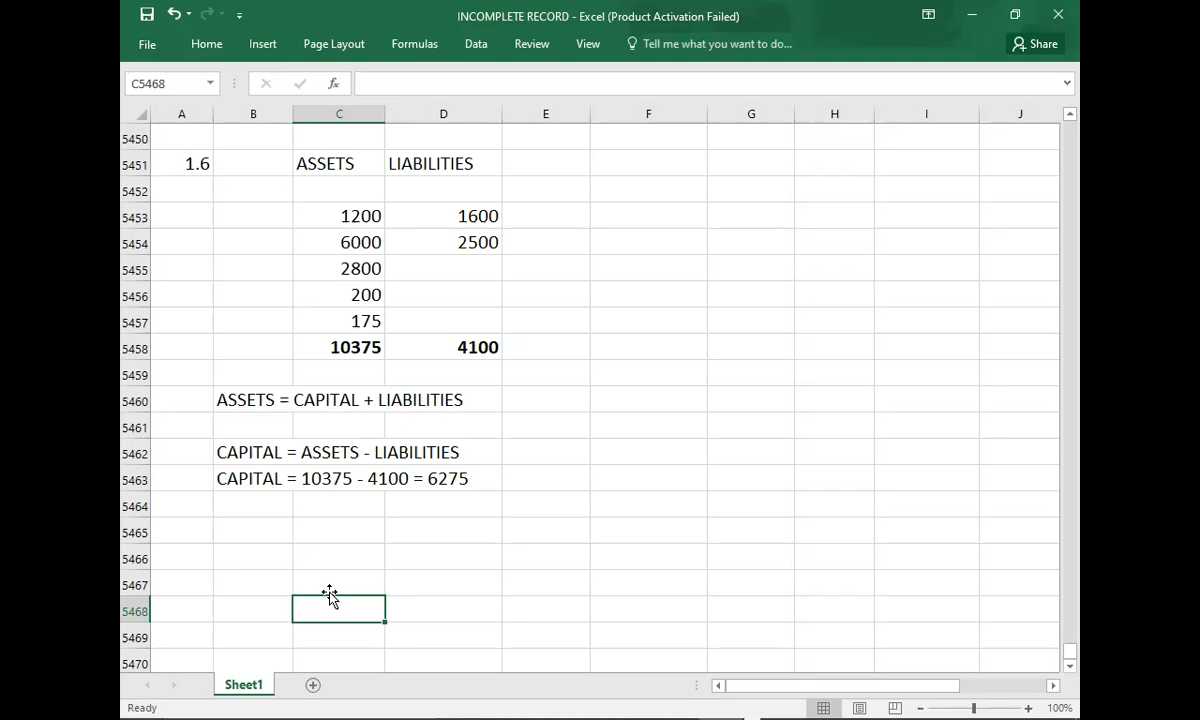 INCOMPLETE RECORD - Excel (Product Activation Failed)
File Home Insert Page Layout Formulas Data Review View Tell me what you want to do... Share
C5468 fx
A B C D E F G H I J
5450
5451 1.6 ASSETS LIABILITIES
5452
5453 1200 1600
5454 6000 2500
5455 2800
5456 200
5457 175
5458 10375 4100
5459
5460 ASSETS = CAPITAL + LIABILITIES
5461
5462 CAPITAL = ASSETS - LIABILITIES
5463 CAPITAL = 10375 - 4100 = 6275
5464
5465
5466
5467
5468
5469
5470
Sheet1
Ready 100%